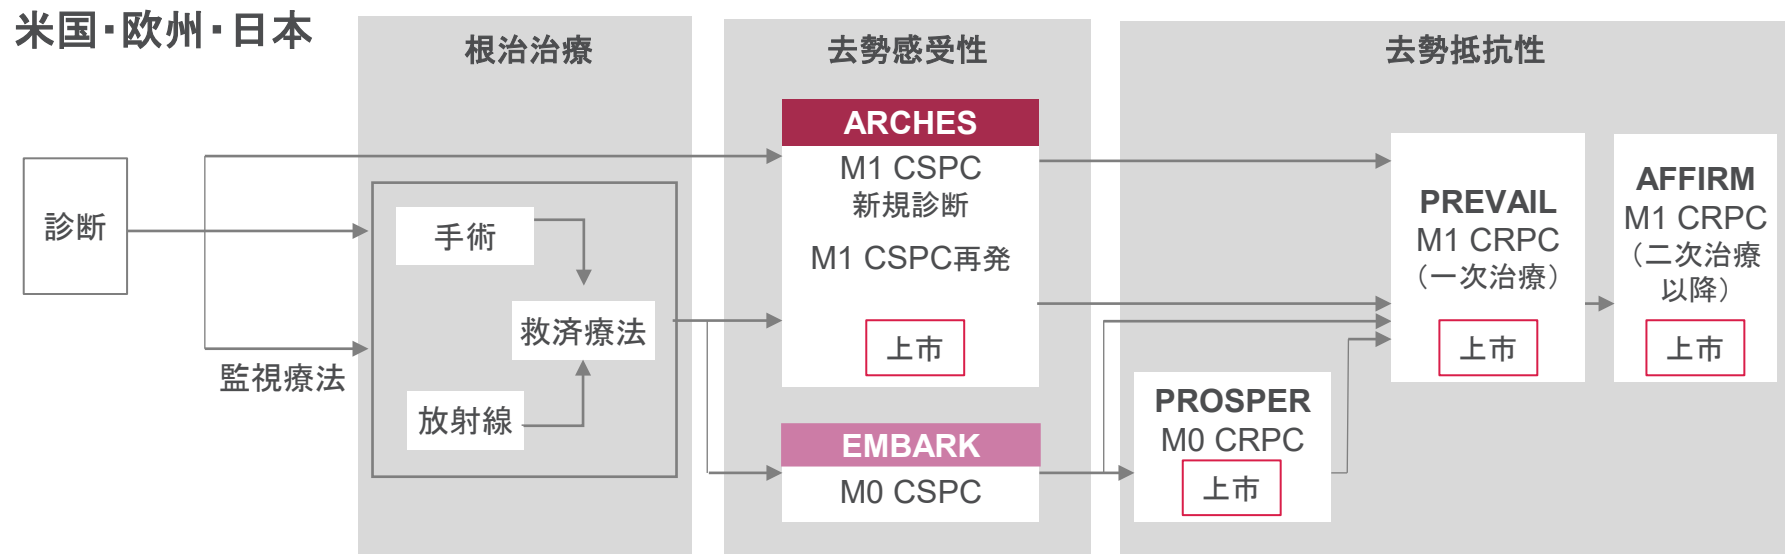 米国・欧州・日本
根治治療
去勢感受性
去勢抵抗性
診断
監視療法
手術
救済療法
放射線
ARCHES
M1 CSPC
新規診断
M1 CSPC再発
上市
EMBARK
M0 CSPC
PROSPER
M0 CRPC
上市
PREVAIL
M1 CRPC
（一次治療）
上市
AFFIRM
M1 CRPC
（二次治療
以降）
上市